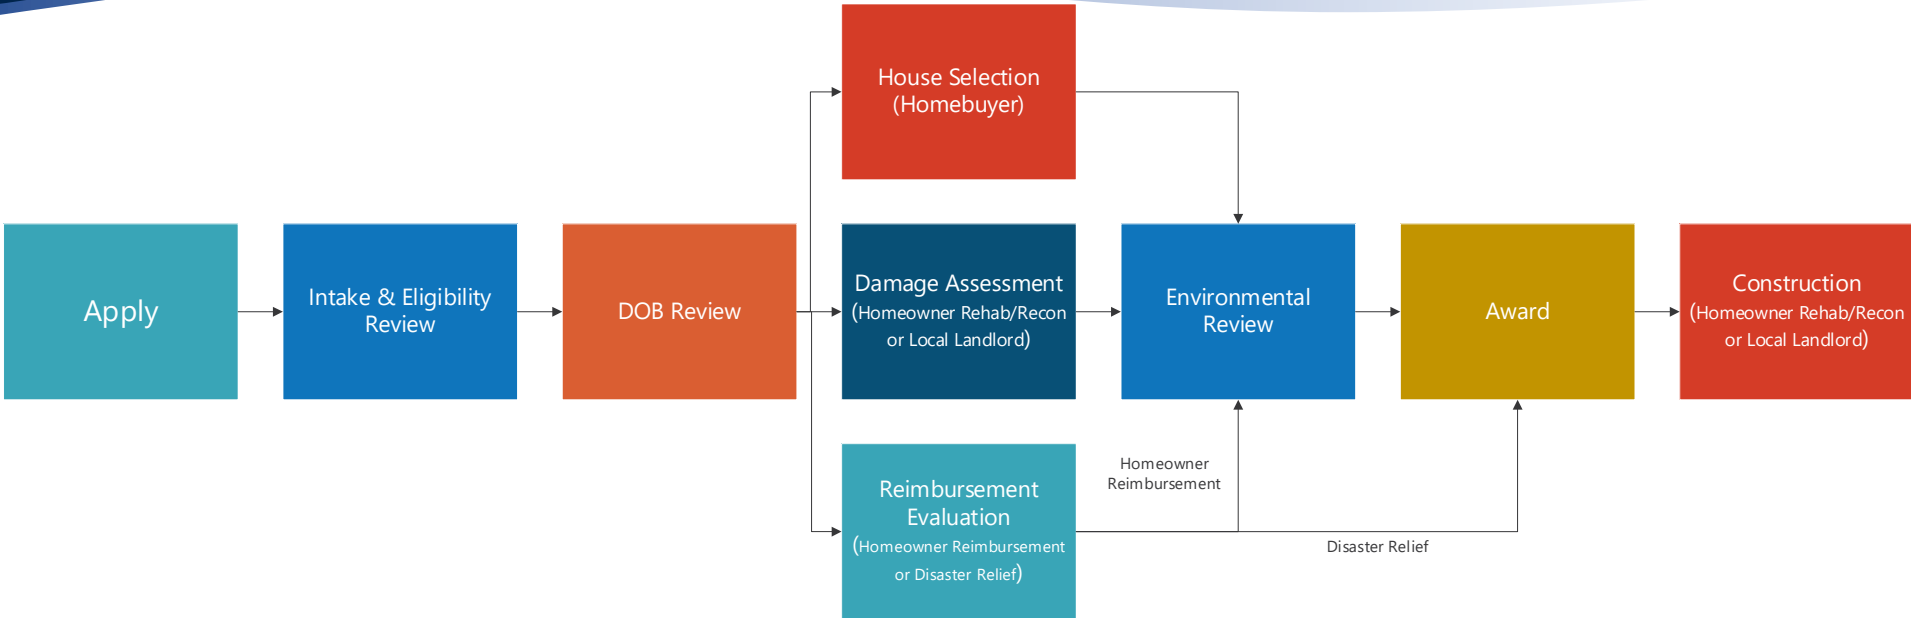 House Selection
(Homebuyer)
Apply
Intake & Eligibility
Review
DOB Review
Damage Assessment
(Homeowner Rehab/Recon
or Local Landlord)
Environmental
Review
Award
Construction
(Homeowner Rehab/Recon
or Local Landlord)
Reimbursement
Evaluation
(Homeowner Reimbursement
or Disaster Relief)
Homeowner
Reimbursement
Disaster Relief